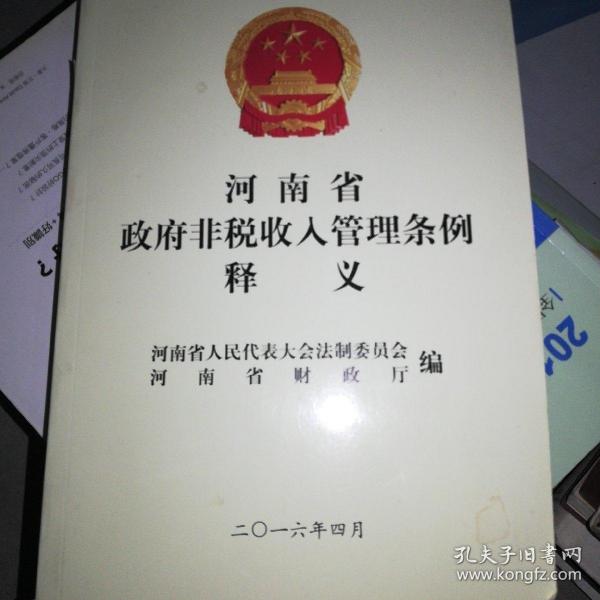 河南省
政府非税收入管理条例
释义
河南省人民代表大会法制委员会
河南省财政厅
编
二〇一六年四月
孔夫子旧书网
www.kongfz.com